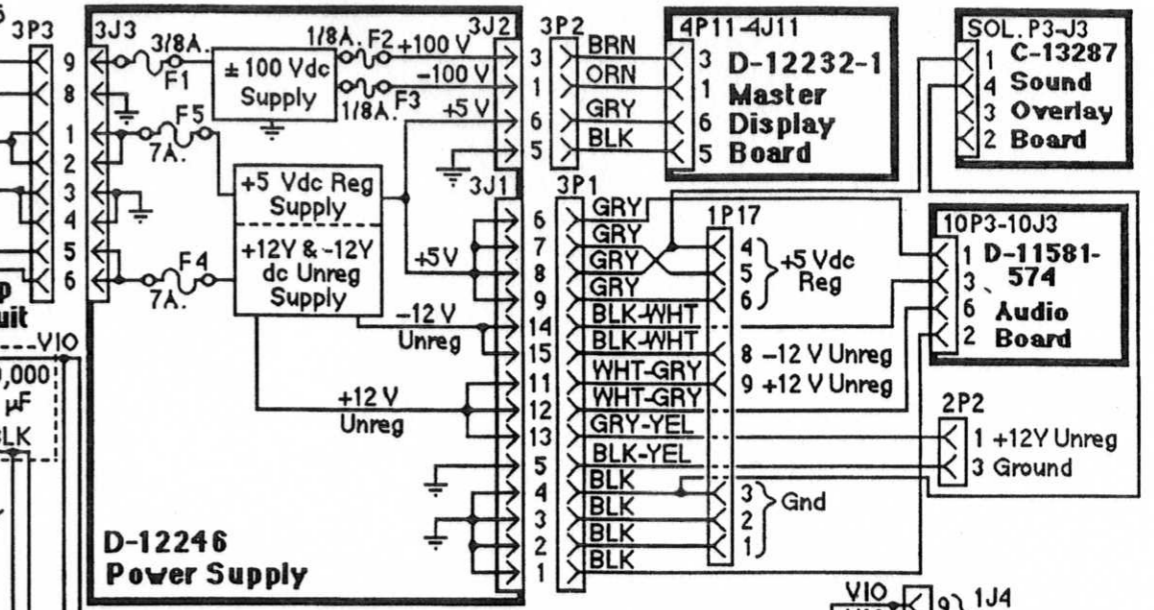 3P3
3J3
9
8
1
2
3
4
5
6
3/8A.
F1
F5
7A.
F4
7A.
± 100 Vdc
Supply
1/8A. F2
+100 V
-100 V
1/8A. F3
+5 V
+5 Vdc Reg
Supply
+12Y & -12Y
dc Unreg
Supply
+5V
-12 V
Unreg
+12 V
Unreg
D-12246
Power Supply
3J2
3P2
3 BRN 3
1 ORN 1
6 GRY 6
5 BLK 5
4P11-4J11
D-12232-1
Master
Display
Board
SOL. P3-J3
1 C-13287
4 Sound
3 Overlay
2 Board
3J1
3P1
1P17
6 GRY
7 GRY 4
8 GRY 5
9 GRY 6
+5 Vdc
Reg
14 BLK-WHT
15 BLK-WHT 8 -12 V Unreg
11 WHT-GRY 9 +12 V Unreg
12 WHT-GRY
13 GRY-YEL
5 BLK-YEL
4 BLK 3
3 BLK 2
2 BLK 1
1 BLK
Gnd
10P3-10J3
1 D-11581-
3 574
6 Audio
2 Board
2P2
1 +12Y Unreg
3 Ground
uit
VIO
0,000
µF
LK
VIO
9
1J4